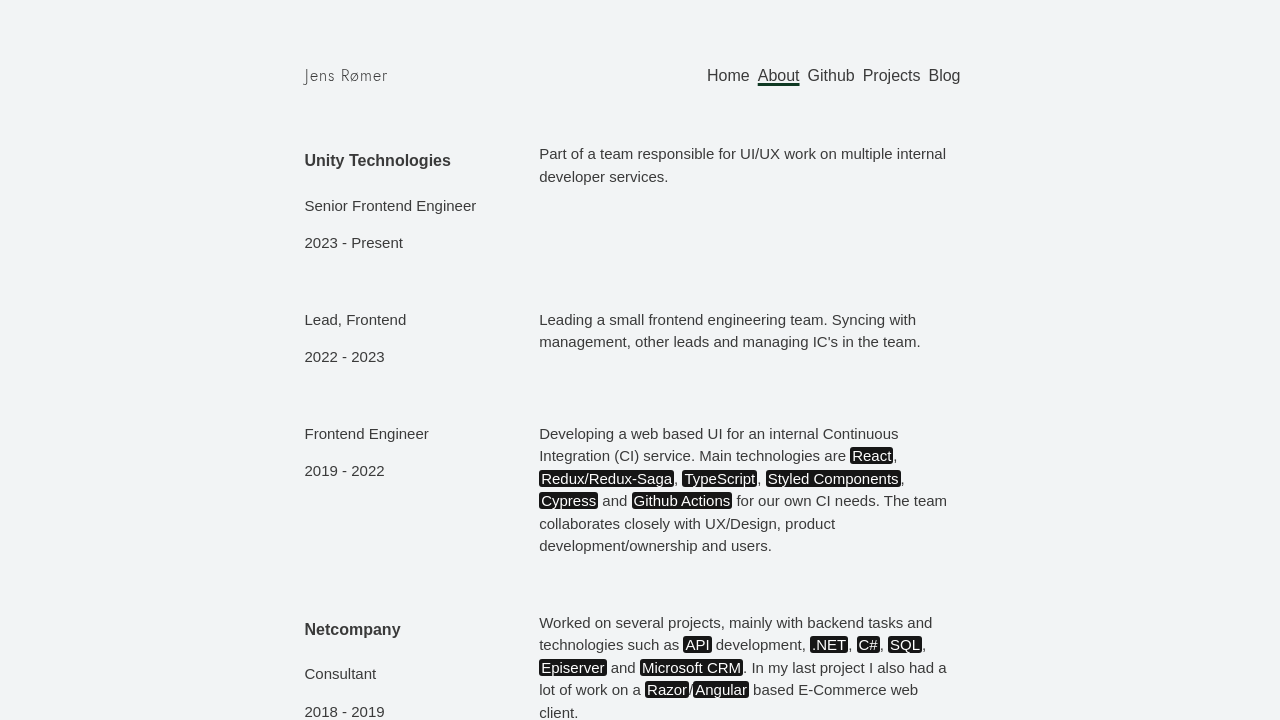 Jens Rømer
Home About Github Projects Blog
Unity Technologies
Senior Frontend Engineer
2023 - Present
Part of a team responsible for UI/UX work on multiple internal
developer services.
Lead, Frontend
2022 - 2023
Leading a small frontend engineering team. Syncing with
management, other leads and managing IC's in the team.
Frontend Engineer
2019 - 2022
Developing a web based UI for an internal Continuous
Integration (CI) service. Main technologies are React,
Redux/Redux-Saga, TypeScript, Styled Components,
Cypress and Github Actions for our own CI needs. The team
collaborates closely with UX/Design, product
development/ownership and users.
Netcompany
Consultant
2018 - 2019
Worked on several projects, mainly with backend tasks and
technologies such as API development, .NET, C#, SQL,
Episerver and Microsoft CRM. In my last project I also had a
lot of work on a Razor/Angular based E-Commerce web
client.